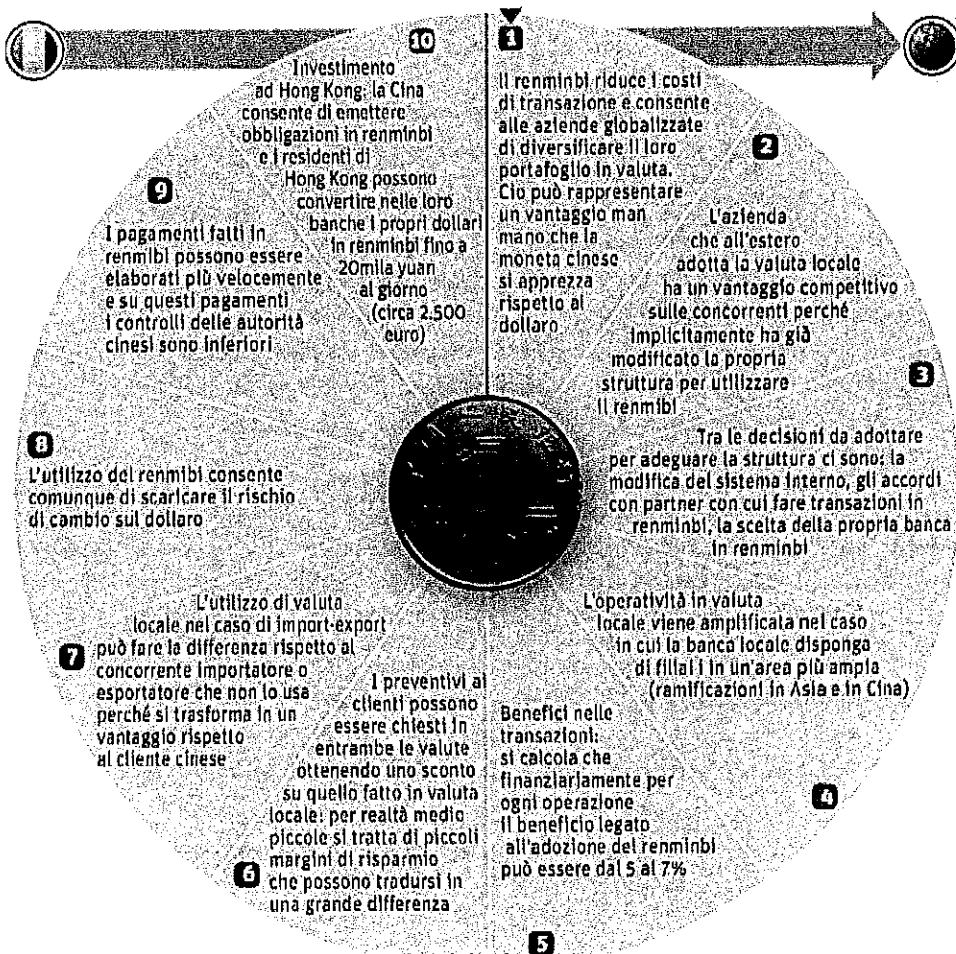 1
Il renminbi riduce i costi
di transazione e consente
alle aziende globalizzate
di diversificare il loro
portafoglio in valuta.
Ciò può rappresentare
un vantaggio man
mano che la
moneta cinese
si apprezza
rispetto al
dollaro
2
L'azienda
che all'estero
adotta la valuta locale
ha un vantaggio competitivo
sulle concorrenti perché
implicitamente ha già
modificato la propria
struttura per utilizzare
il renmibi
3
Tra le decisioni da adottare
per adeguare la struttura ci sono: la
modifica del sistema interno, gli accordi
con partner con cui fare transazioni in
renminbi, la scelta della propria banca
in renminbi
L'operatività in valuta
locale viene amplificata nel caso
in cui la banca locale disponga
di filiali in un'area più ampia
(ramificazioni in Asia e in Cina)
4
Benefici nelle
transazioni:
si calcola che
finanziariamente per
ogni operazione
il beneficio legato
all'adozione del renminbi
può essere dal 5 al 7%
5
I preventivi ai
clienti possono
essere chiesti in
entrambe le valute
ottenendo uno sconto
su quello fatto in valuta
locale: per realtà medio
piccole si tratta di piccoli
margini di risparmio
che possono tradursi in
una grande differenza
6
L'utilizzo di valuta
locale nel caso di import-export
può fare la differenza rispetto al
concorrente importatore o
esportatore che non lo usa
perché si trasforma in un
vantaggio rispetto
al cliente cinese
7
8
L'utilizzo del renmibi consente
comunque di scaricare il rischio
di cambio sul dollaro
9
I pagamenti fatti in
renmibi possono essere
elaborati più velocemente
e su questi pagamenti
i controlli delle autorità
cinesi sono inferiori
10
Investimento
ad Hong Kong: la Cina
consente di emettere
obbligazioni in renminbi
e i residenti di
Hong Kong possono
convertire nelle loro
banche i propri dollari
in renminbi fino a
20mila yuan
al giorno
(circa 2.500
euro)